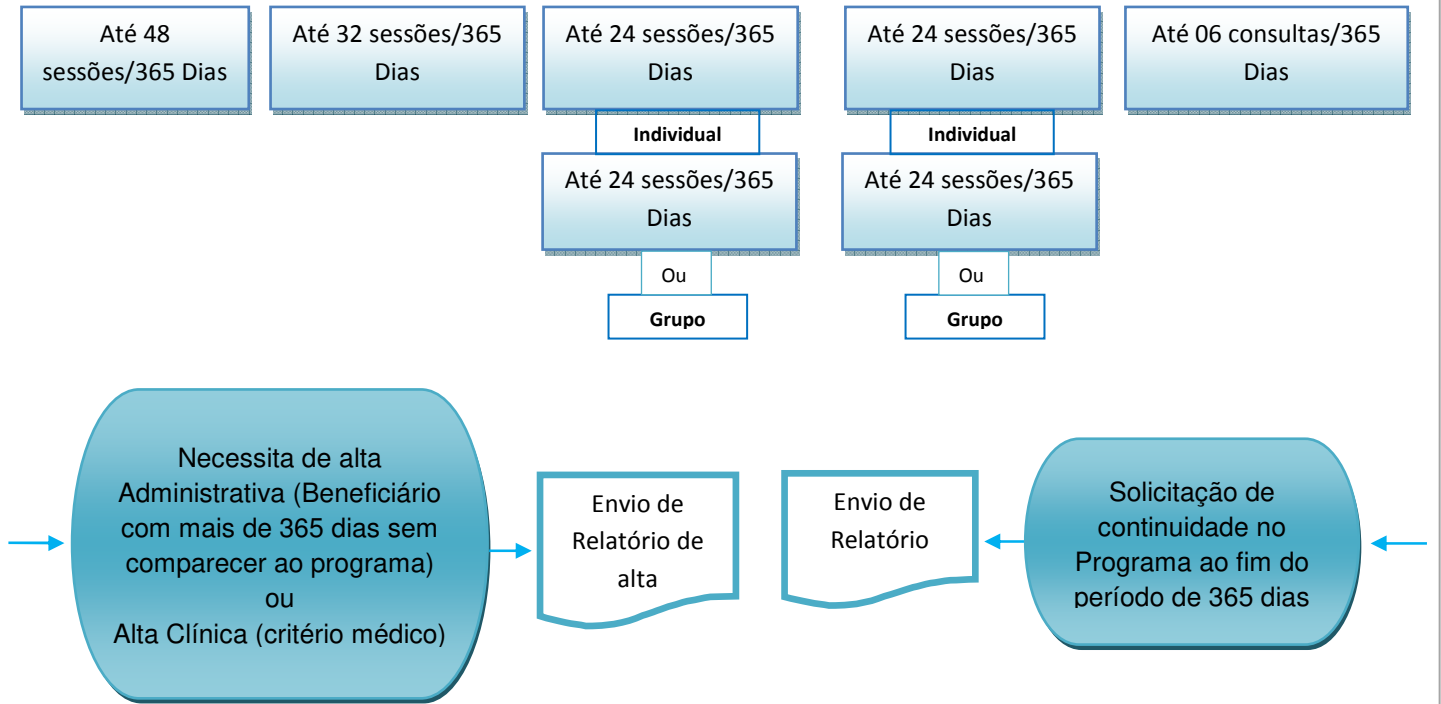 Até 48
sessões/365 Dias
Até 32 sessões/365
Dias
Até 24 sessões/365
Dias
Até 24 sessões/365
Dias
Até 06 consultas/365
Dias
Individual
Individual
Até 24 sessões/365
Dias
Até 24 sessões/365
Dias
Ou
Ou
Grupo
Grupo
Necessita de alta
Administrativa (Beneficiário
com mais de 365 dias sem
comparecer ao programa)
ou
Alta Clínica (critério médico)
Envio de
Relatório de
alta
Envio de
Relatório
Solicitação de
continuidade no
Programa ao fim do
período de 365 dias